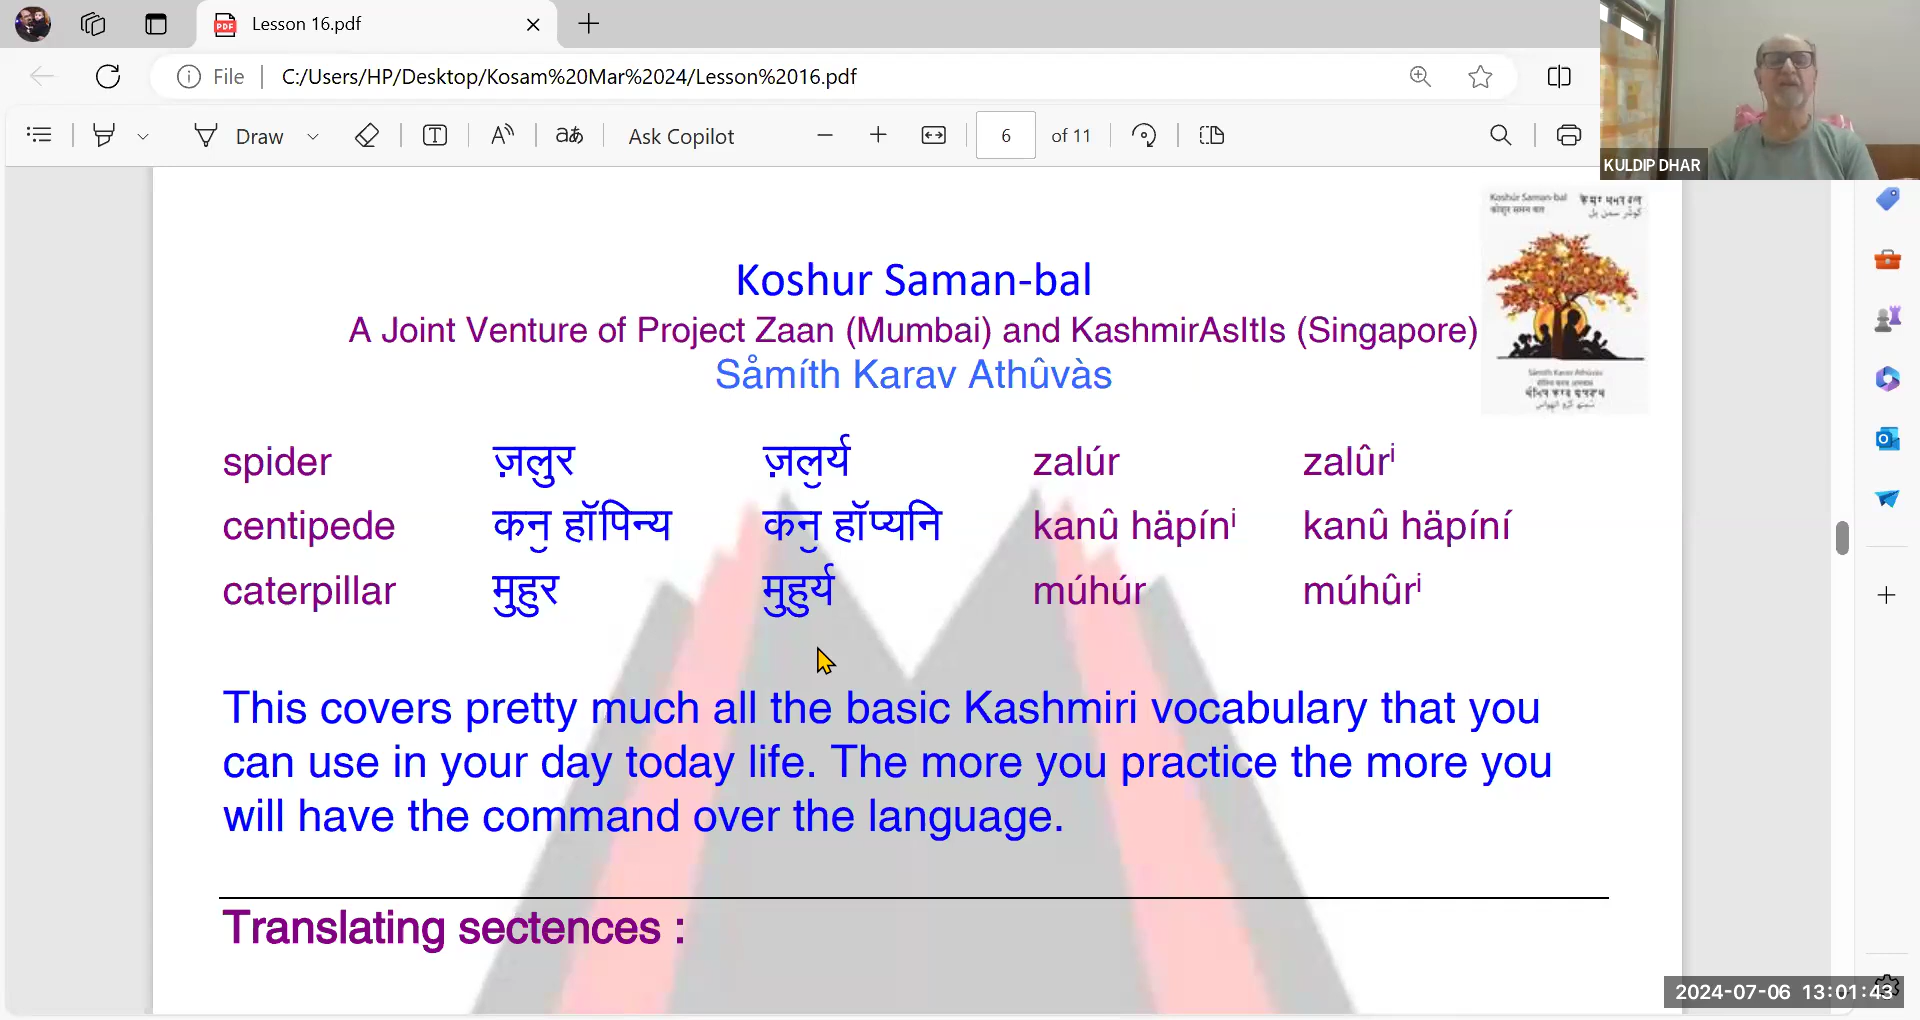 Lesson 16.pdf
File
C:/Users/HP/Desktop/Kosam%20Mar%2024/Lesson%2016.pdf
Draw
Ask Copilot
6 of 11
KULDIP DHAR
Koshur Saman-bal
A Joint Venture of Project Zaan (Mumbai) and KashmirAsItIs (Singapore)
Såmíth Karav Athûvàs
spider ज़लुर ज़लॖर्य zalúr zalûrⁱ
centipede कनॖ हॉपिन्य कनॖ हॉप्यनि kanû häpínⁱ kanû häpíní
caterpillar मुहुर मुहुर्य múhúr múhûrⁱ
This covers pretty much all the basic Kashmiri vocabulary that you
can use in your day today life. The more you practice the more you
will have the command over the language.
Translating sectences :
2024-07-06 13:01:43